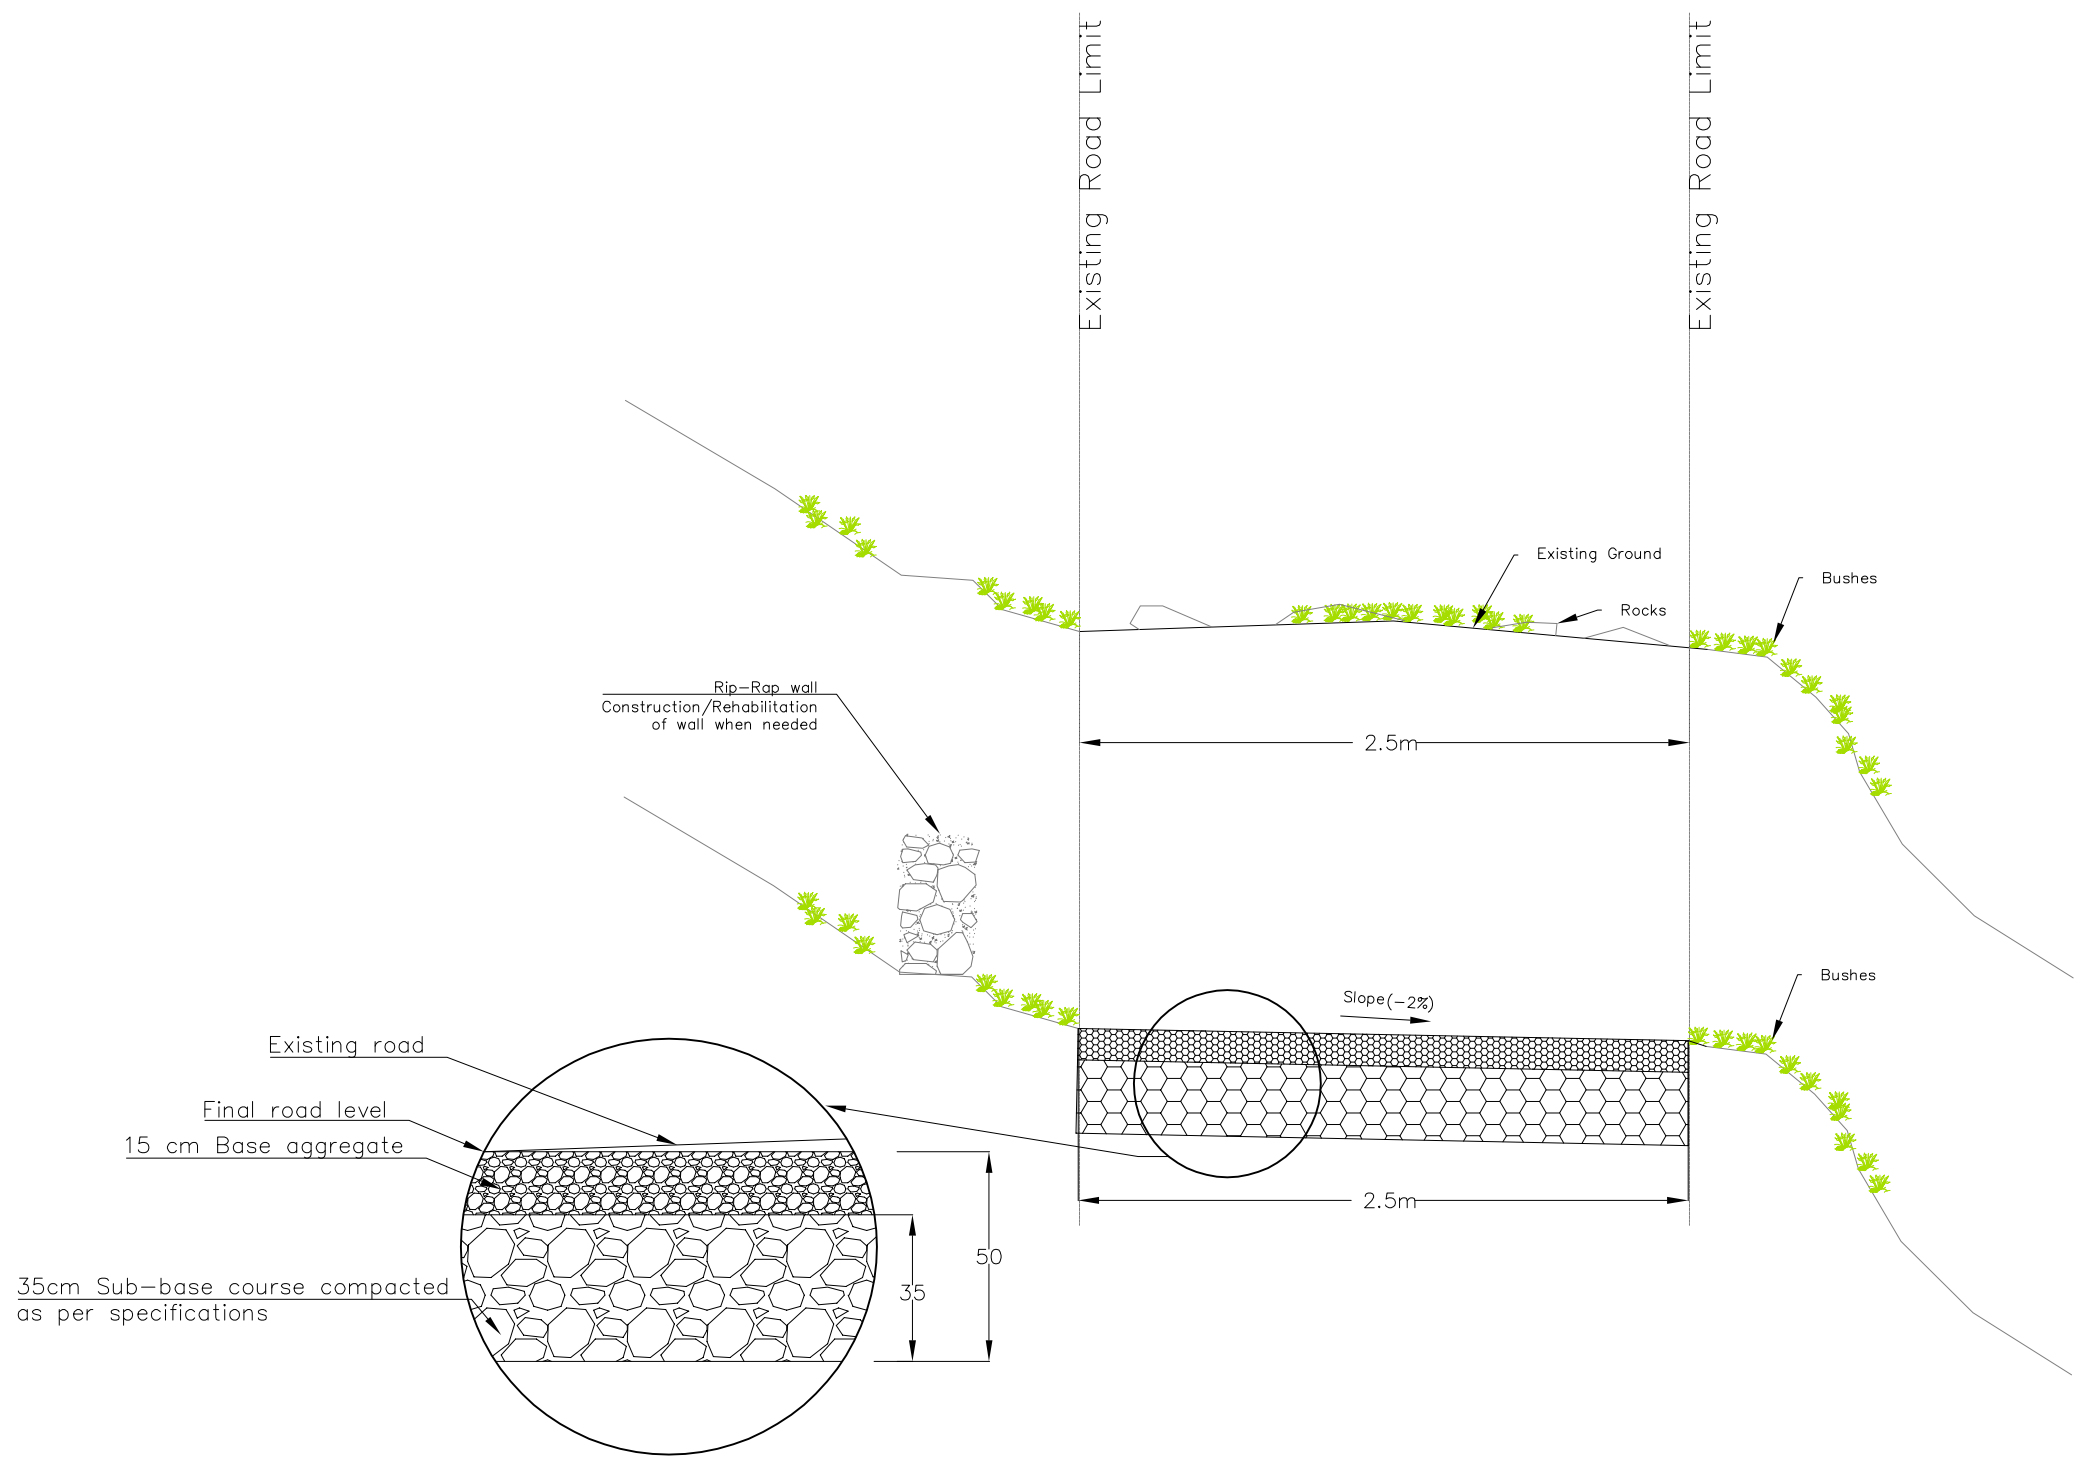 Existing Road Limit
Existing Road Limit
Existing Ground
Bushes
Rocks
Rip-Rap wall
Construction/Rehabilitation
of wall when needed
2.5m
Bushes
Slope(-2%)
Existing road
Final road level
15 cm Base aggregate
2.5m
50
35
35cm Sub-base course compacted
as per specifications